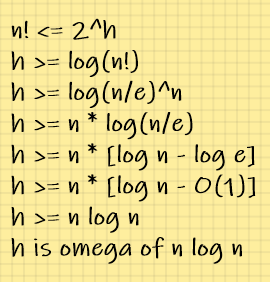 n! <= 2^h
h >= log(n!)
h >= log(n/e)^n
h >= n * log(n/e)
h >= n * [log n - log e]
h >= n * [log n - O(1)]
h >= n log n
h is omega of n log n